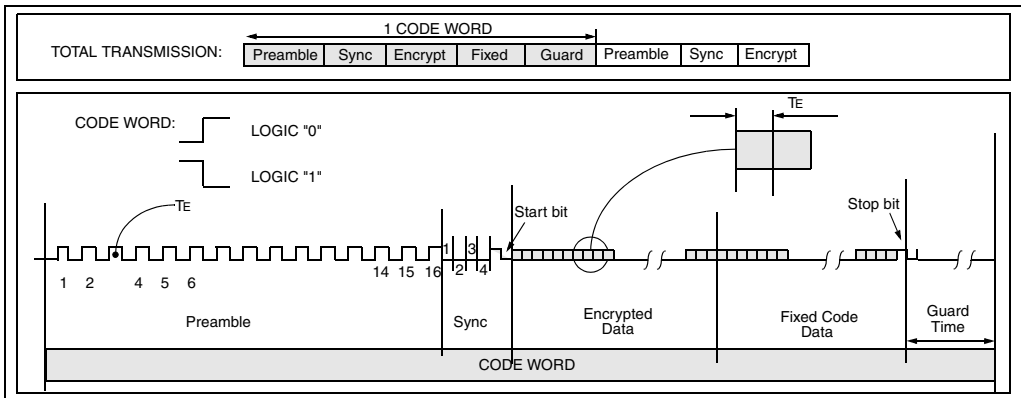 1 CODE WORD
TOTAL TRANSMISSION:
Preamble Sync Encrypt Fixed Guard Preamble Sync Encrypt
CODE WORD:
LOGIC "0"
LOGIC "1"
TE
TE
Start bit
Stop bit
1 2 4 5 6 14 15 16 1 2 3 4
Preamble
Sync
Encrypted
Data
Fixed Code
Data
Guard
Time
CODE WORD